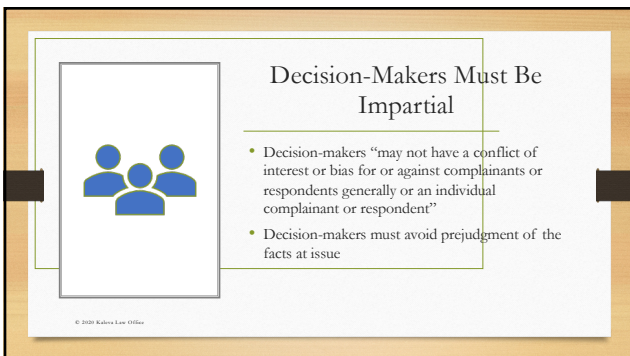 Decision-Makers Must Be
Impartial
• Decision-makers “may not have a conflict of
interest or bias for or against complainants or
respondents generally or an individual
complainant or respondent”
• Decision-makers must avoid prejudgment of the
facts at issue
© 2020 Kaleva Law Office